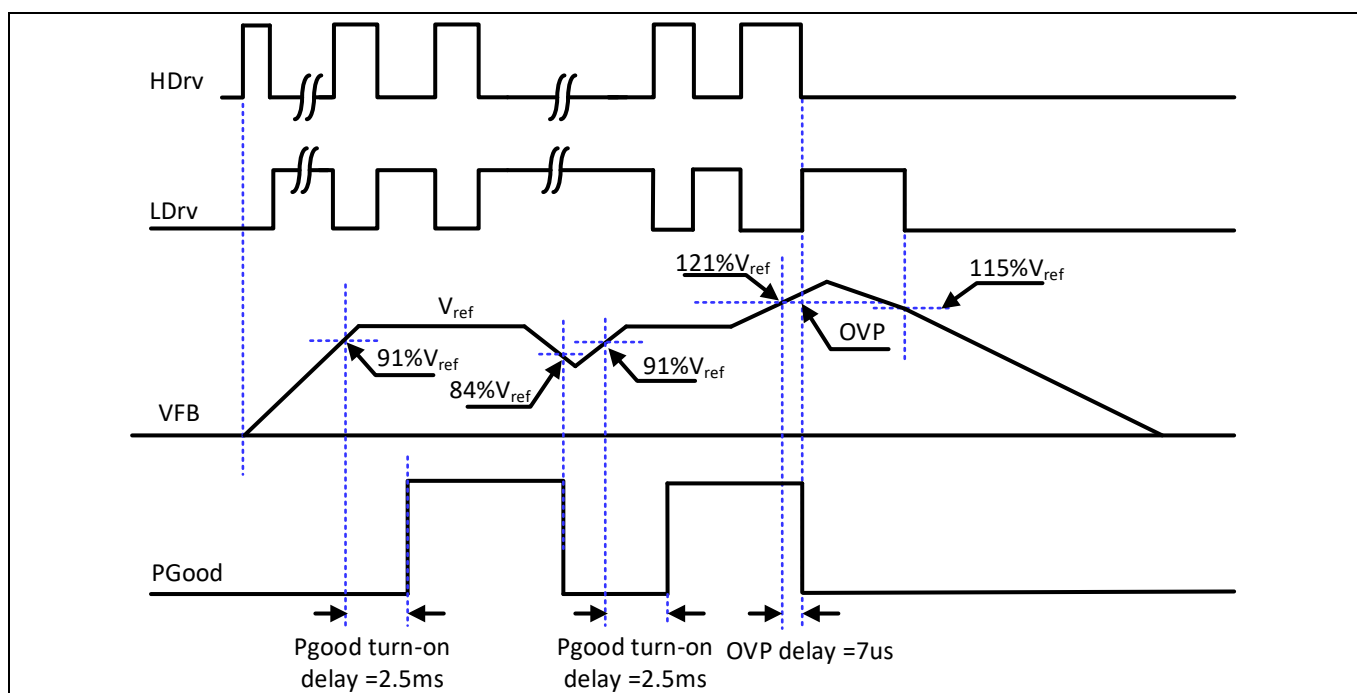 HDrv
LDrv
121%Vref
115%Vref
Vref
OVP
91%Vref
91%Vref
84%Vref
VFB
PGood
Pgood turn-on
delay =2.5ms
Pgood turn-on
delay =2.5ms
OVP delay =7us